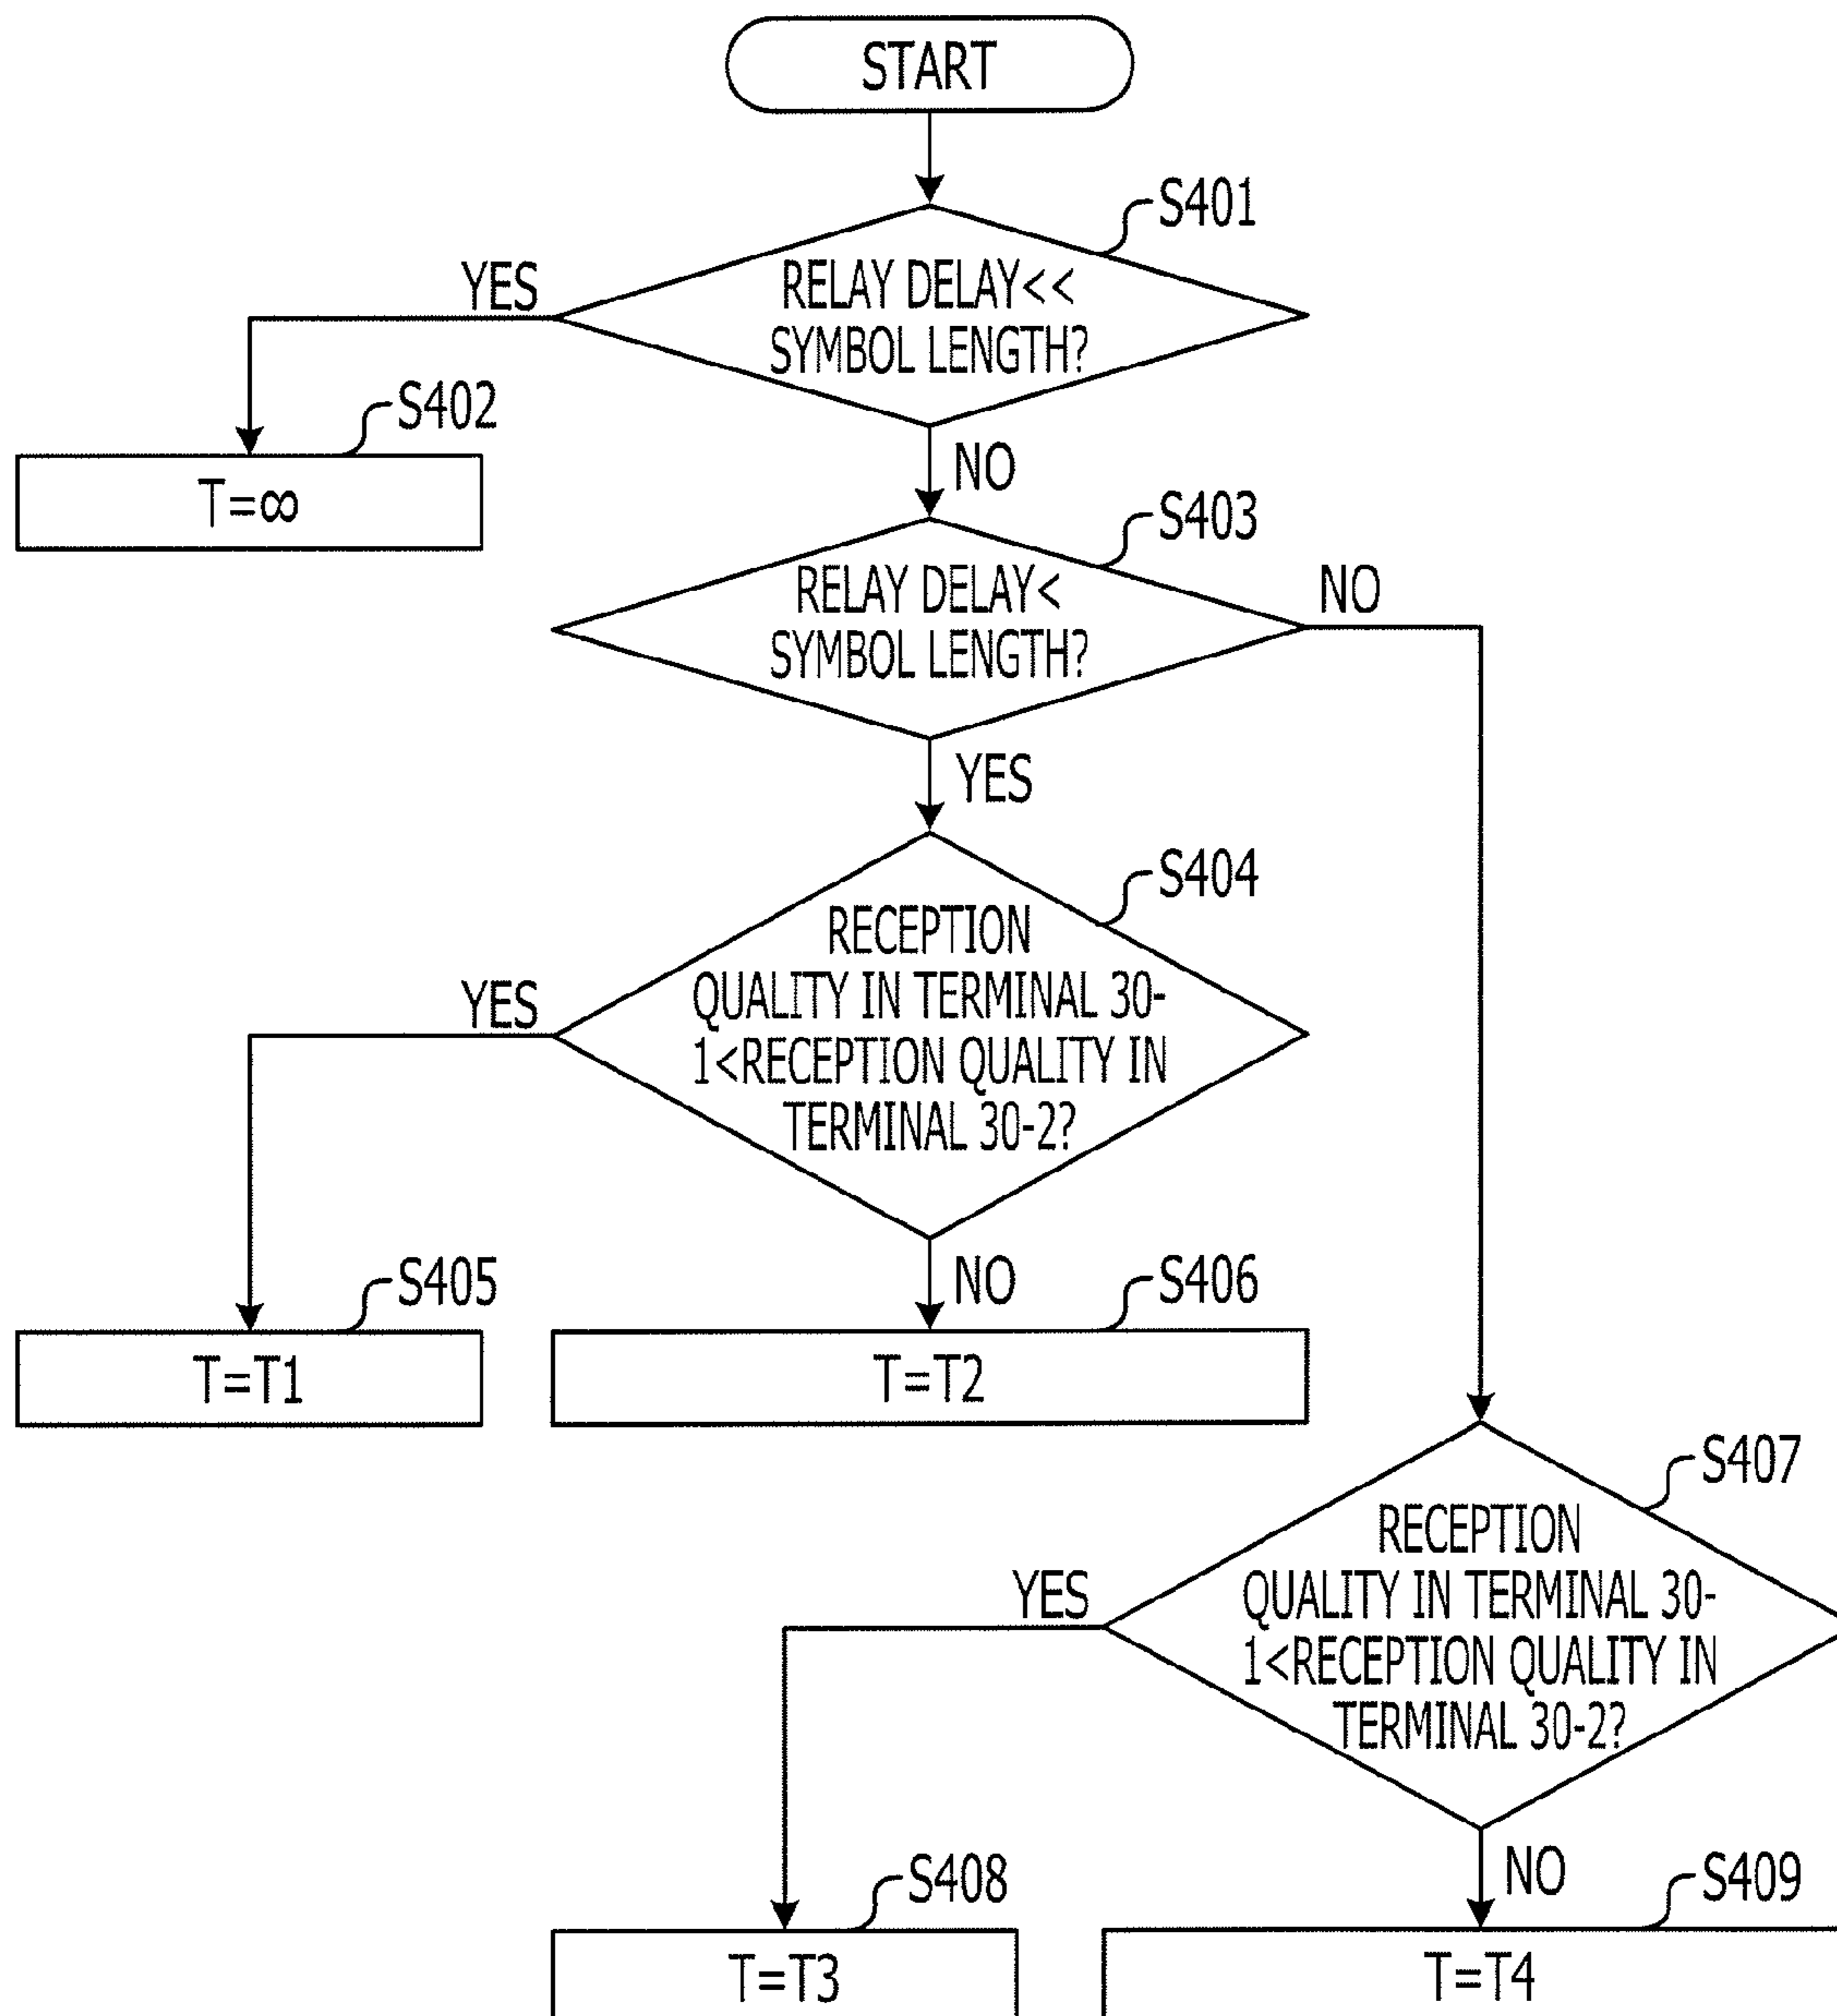 START
S401
RELAY DELAY<<
SYMBOL LENGTH?
YES
S402
T=∞
NO
S403
RELAY DELAY<
SYMBOL LENGTH?
NO
YES
S404
RECEPTION
QUALITY IN TERMINAL 30-
1<RECEPTION QUALITY IN
TERMINAL 30-2?
YES
S405
T=T1
NO
S406
T=T2
S407
RECEPTION
QUALITY IN TERMINAL 30-
1<RECEPTION QUALITY IN
TERMINAL 30-2?
YES
S408
T=T3
NO
S409
T=T4